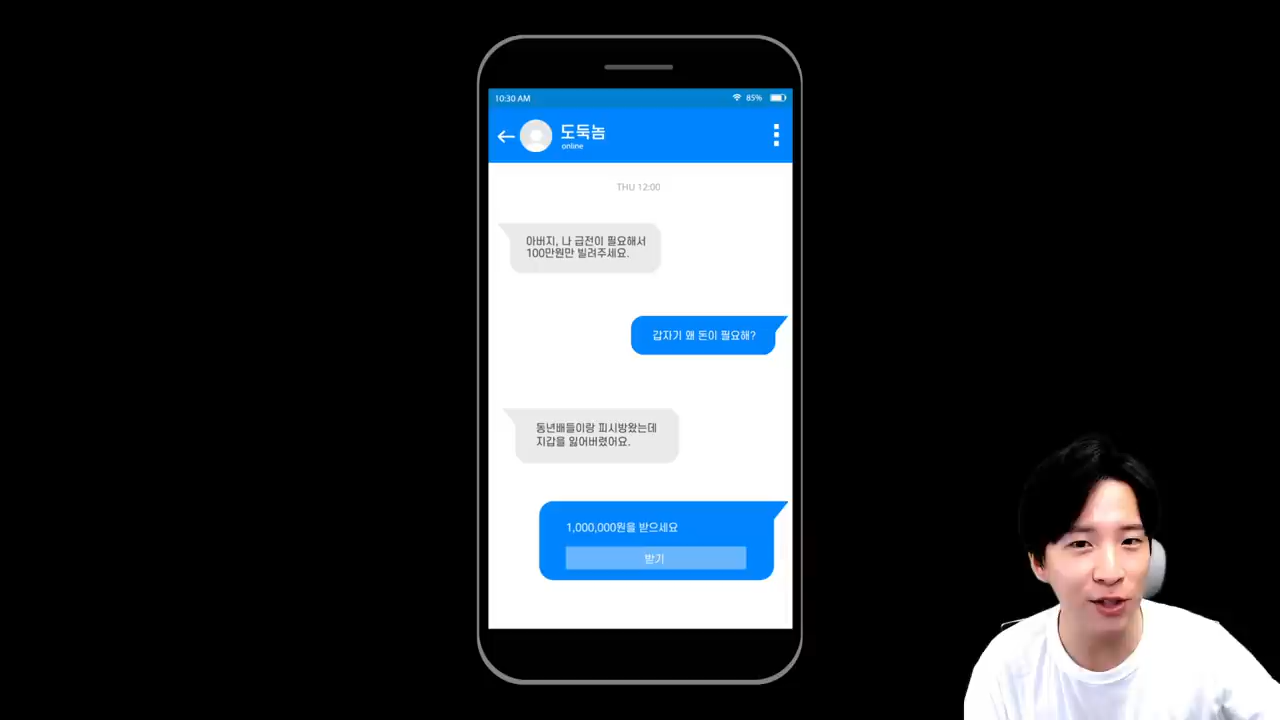 10:30 AM
85%
도둑놈
online
THU 12:00
아버지, 나 급전이 필요해서
100만원만 빌려주세요.
갑자기 왜 돈이 필요해?
동년배들이랑 피시방왔는데
지갑을 잃어버렸어요.
1,000,000원을 받으세요
받기